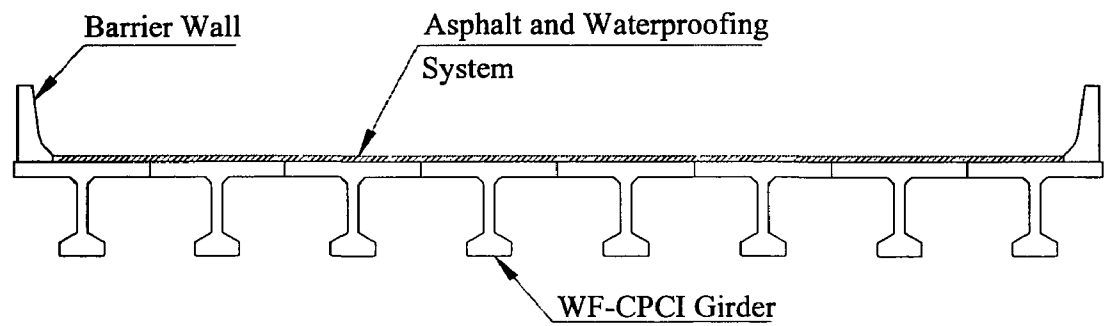 Barrier Wall
Asphalt and Waterproofing
System
WF-CPCI Girder